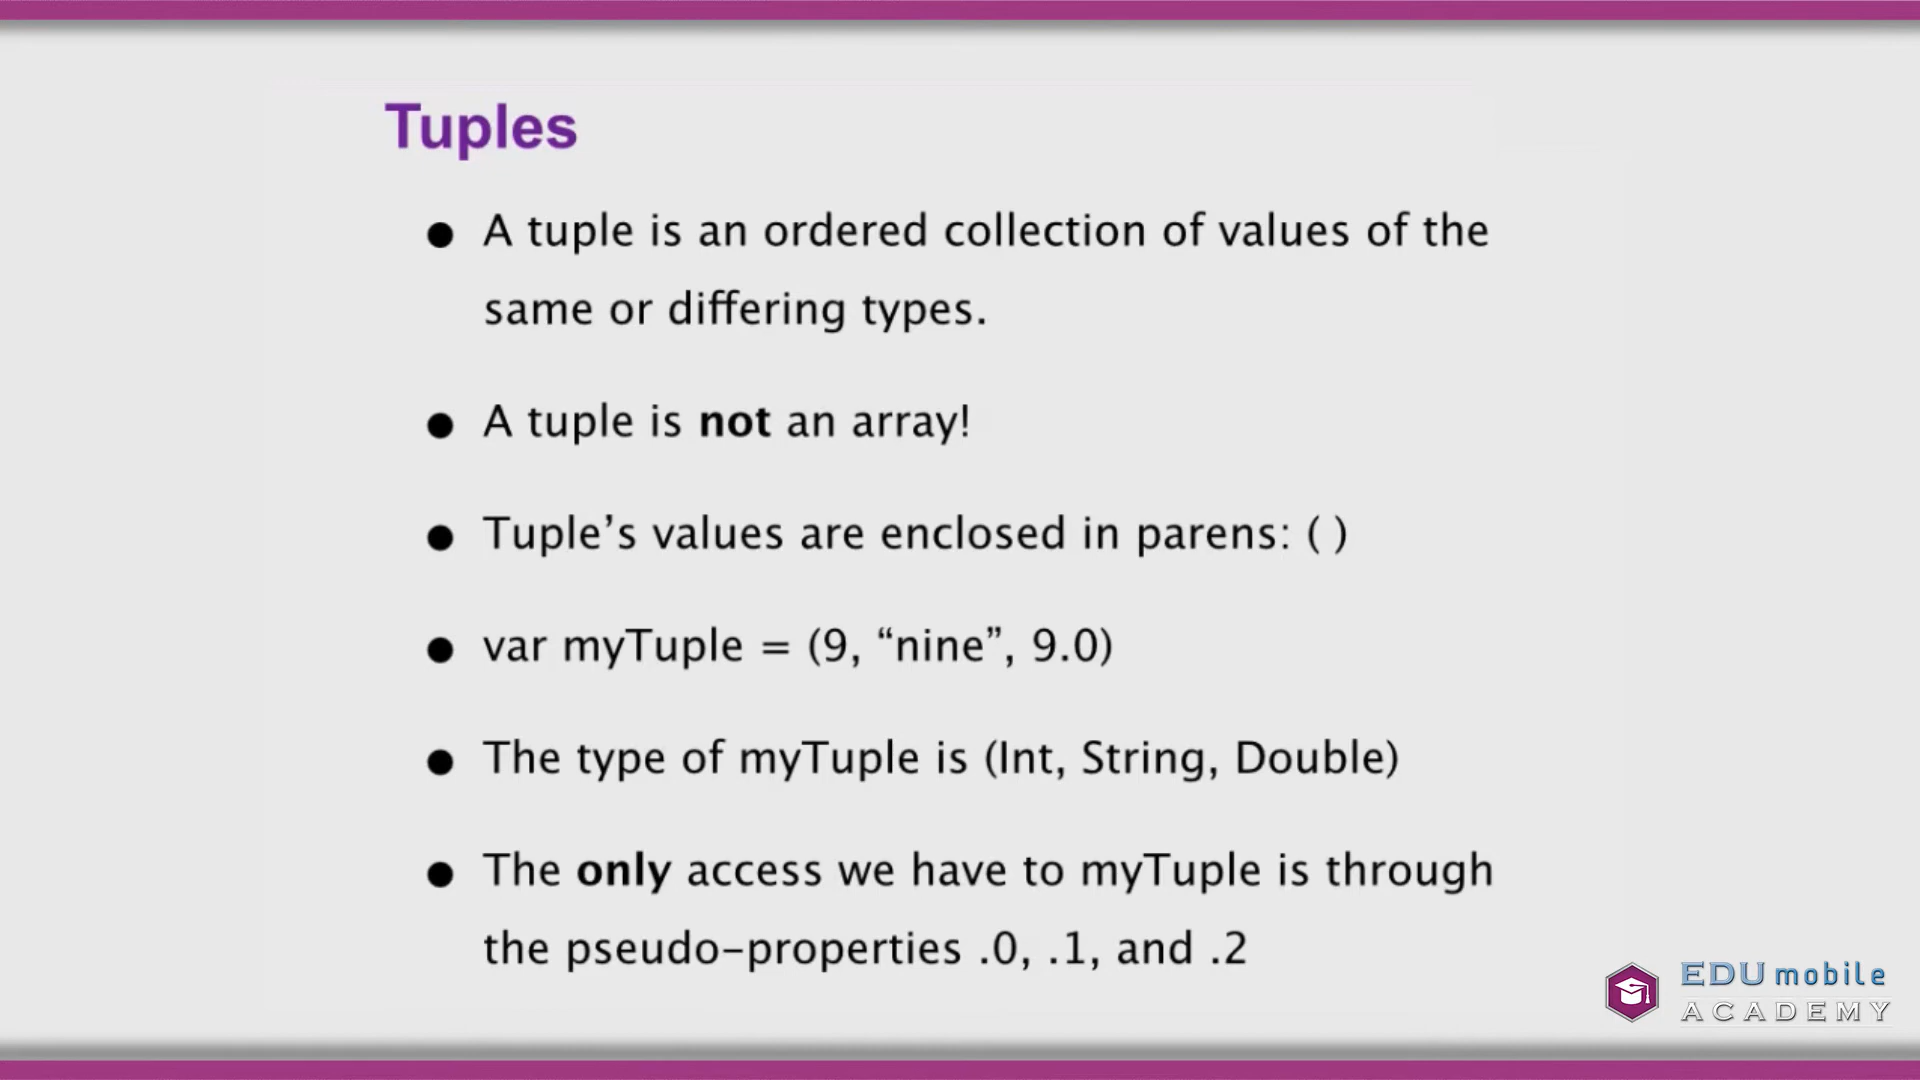 Tuples
● A tuple is an ordered collection of values of the
same or differing types.
● A tuple is not an array!
● Tuple’s values are enclosed in parens: ( )
● var myTuple = (9, “nine”, 9.0)
● The type of myTuple is (Int, String, Double)
● The only access we have to myTuple is through
the pseudo-properties .0, .1, and .2
EDUmobile
ACADEMY